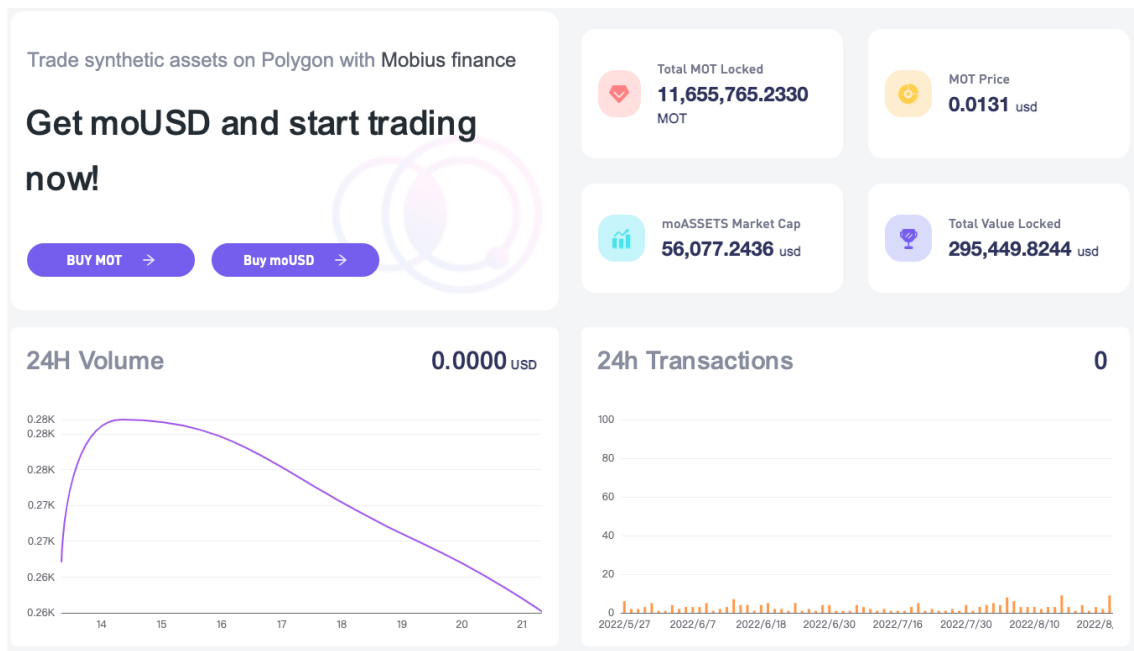 Trade synthetic assets on Polygon with Mobius finance
Get moUSD and start trading
now!
BUY MOT →
Buy moUSD →
Total MOT Locked
11,655,765.2330
MOT
MOT Price
0.0131 usd
moASSETS Market Cap
56,077.2436 usd
Total Value Locked
295,449.8244 usd
24H Volume
0.0000 USD
0.28K
0.28K
0.28K
0.27K
0.27K
0.26K
0.26K
14 15 16 17 18 19 20 21
24h Transactions
0
100
80
60
40
20
0
2022/5/27 2022/6/7 2022/6/18 2022/6/30 2022/7/16 2022/7/30 2022/8/10 2022/8,